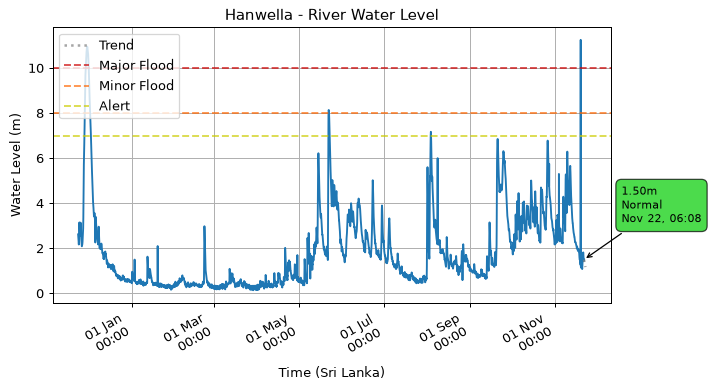 Hanwella - River Water Level
Trend
Major Flood
Minor Flood
Alert
Water Level (m)
10
8
6
4
2
0
1.50m
Normal
Nov 22, 06:08
01 Jan
00:00
01 Mar
00:00
01 May
00:00
01 Jul
00:00
01 Sep
00:00
01 Nov
00:00
Time (Sri Lanka)